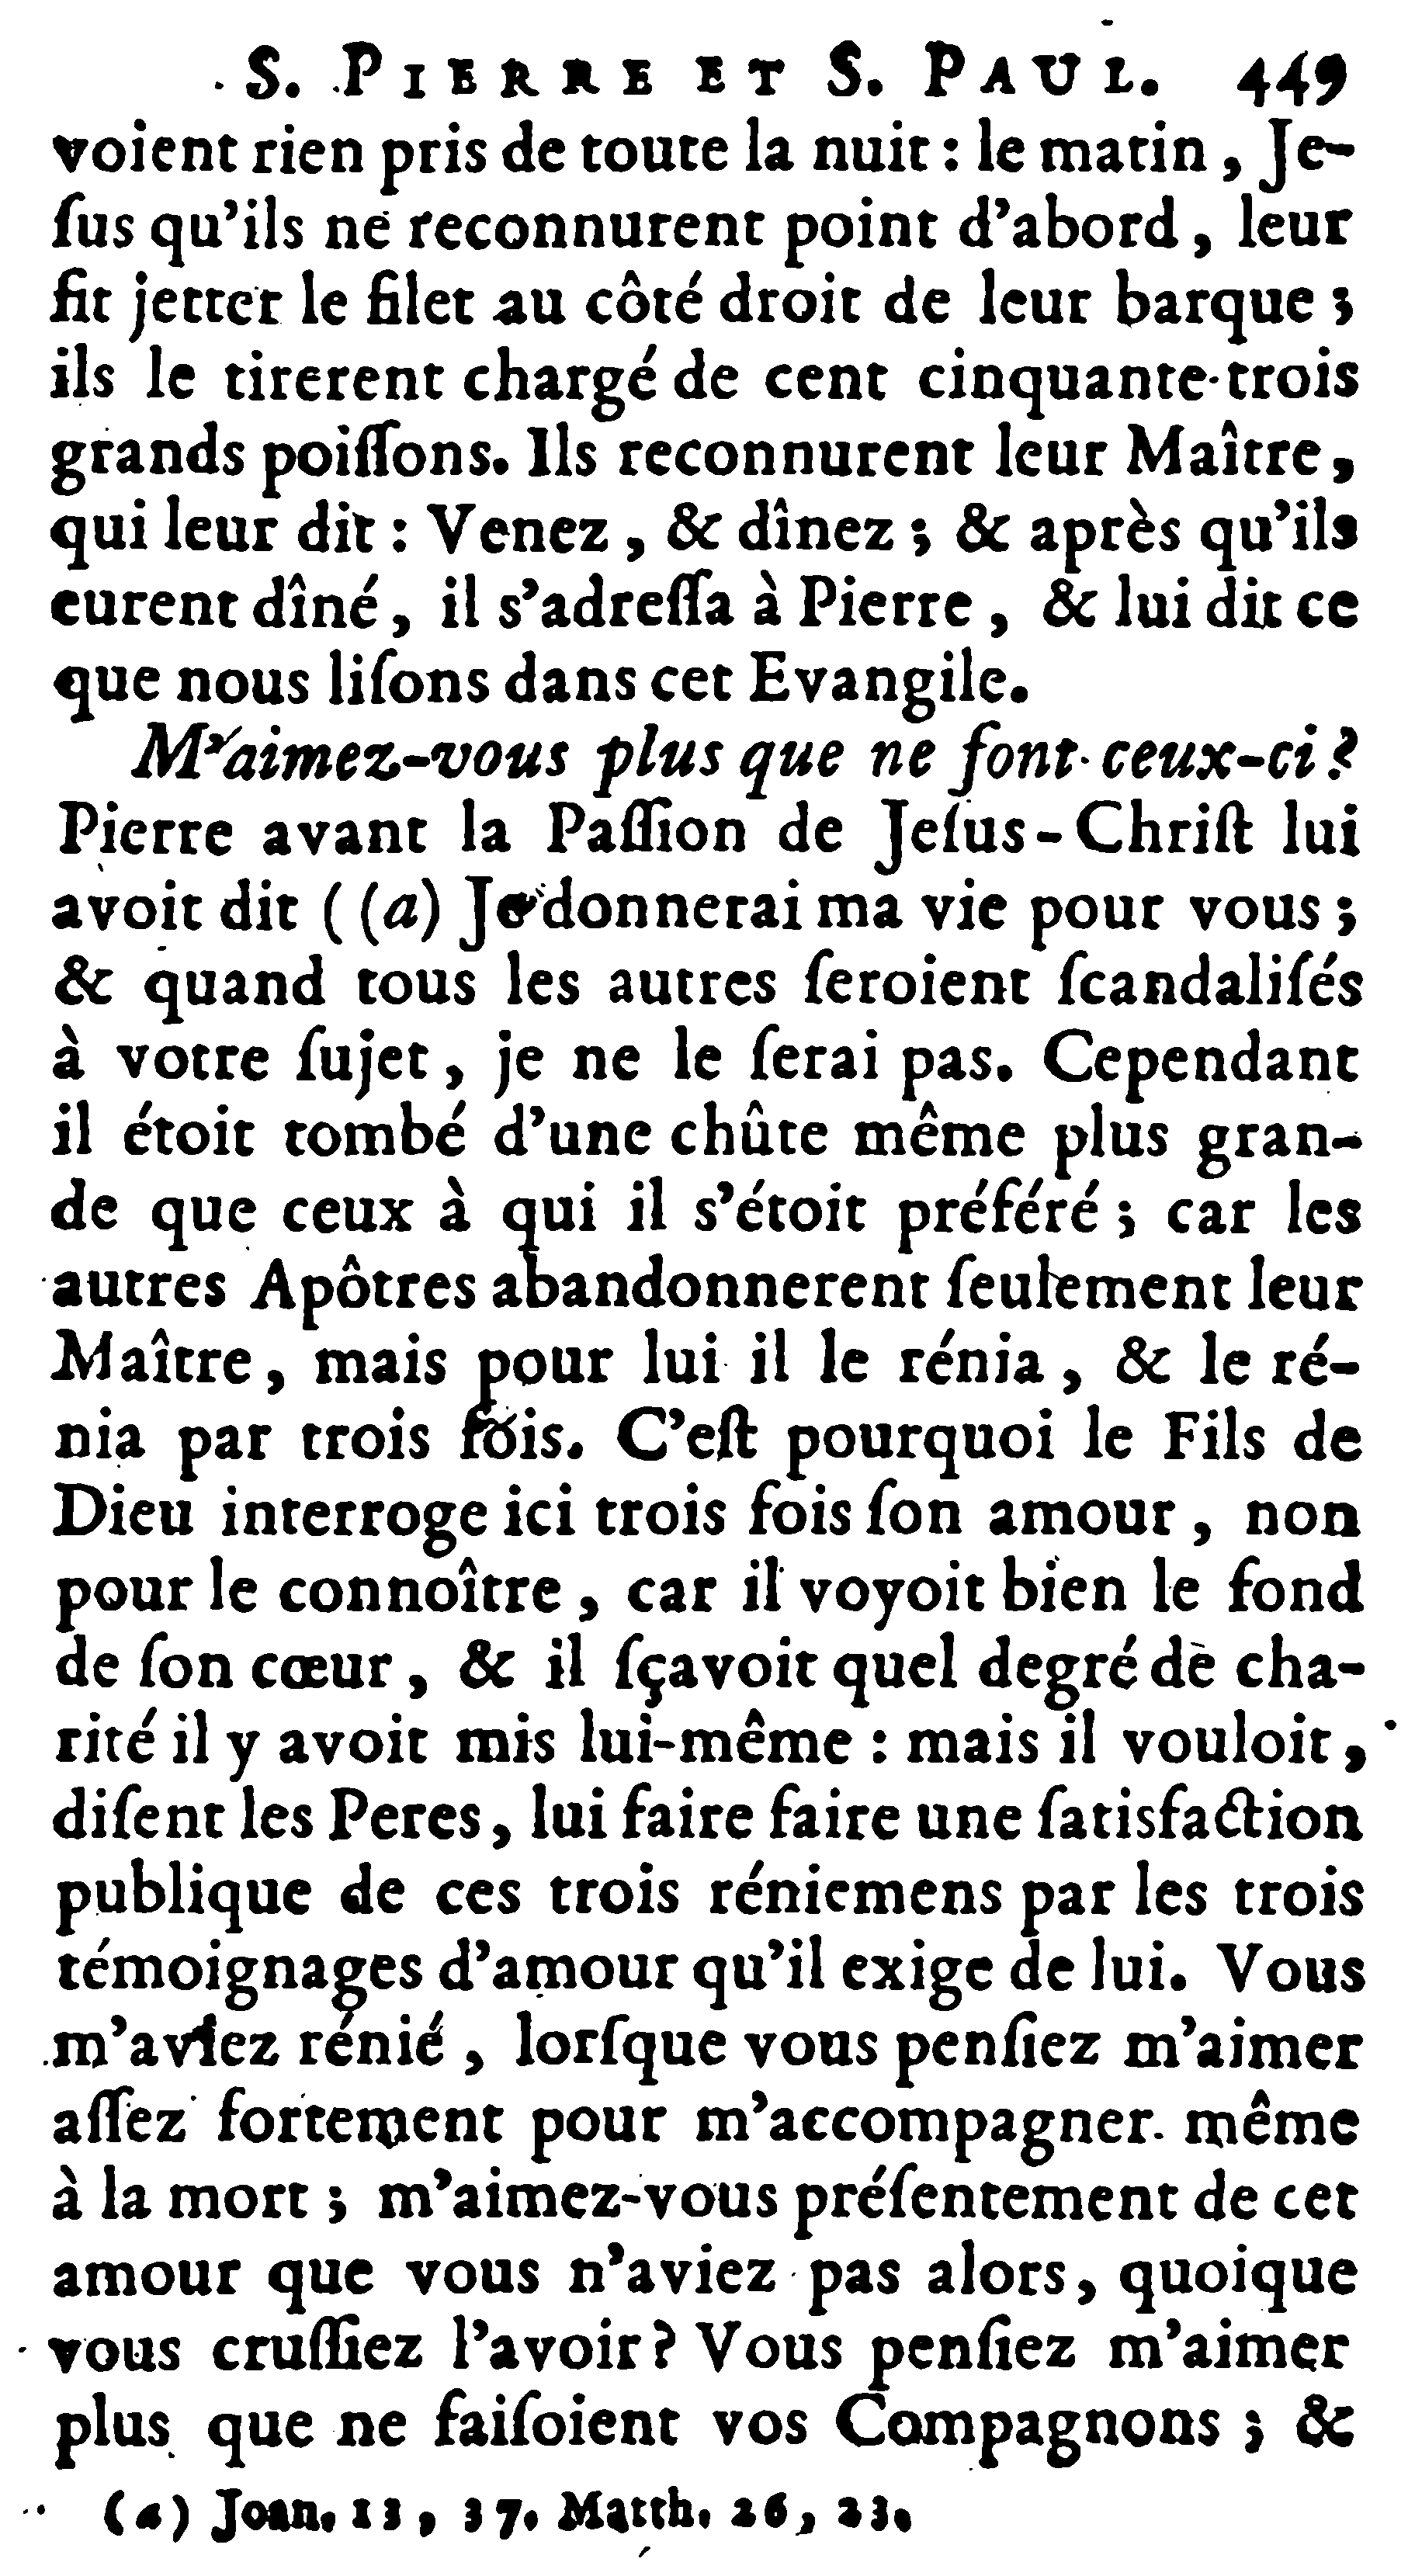 S. PIERRE ET S. PAUL. 449
voient rien pris de toute la nuit : le matin , Je-
ſus qu'ils ne reconnurent point d'abord , leur
fit jetter le filet au côté droit de leur barque ;
ils le tirerent chargé de cent cinquante-trois
grands poiſſons. Ils reconnurent leur Maître ,
qui leur dit : Venez , & dînez ; & après qu'ils
eurent dîné , il s'adreſſa à Pierre , & lui dit ce
que nous liſons dans cet Evangile.
M'aimez-vous plus que ne font ceux-ci ?
Pierre avant la Paſſion de Jeſus-Chriſt lui
avoit dit ( (a) Je donnerai ma vie pour vous ;
& quand tous les autres ſeroient ſcandaliſés
à votre ſujet , je ne le ſerai pas. Cependant
il étoit tombé d'une chûte même plus gran-
de que ceux à qui il s'étoit préféré ; car les
autres Apôtres abandonnerent ſeulement leur
Maître , mais pour lui il le rénia , & le ré-
nia par trois fois. C'eſt pourquoi le Fils de
Dieu interroge ici trois fois ſon amour , non
pour le connoître , car il voyoit bien le fond
de ſon cœur , & il ſçavoit quel degré de cha-
rité il y avoit mis lui-même : mais il vouloit ,
diſent les Peres , lui faire faire une ſatisfaction
publique de ces trois réniemens par les trois
témoignages d'amour qu'il exige de lui. Vous
m'aviez rénié , lorſque vous penſiez m'aimer
aſſez fortement pour m'accompagner même
à la mort ; m'aimez-vous préſentement de cet
amour que vous n'aviez pas alors , quoique
vous cruſſiez l'avoir ? Vous penſiez m'aimer
plus que ne faiſoient vos Compagnons ; &
(a) Joan. 13 , 37. Matth. 26 , 23.